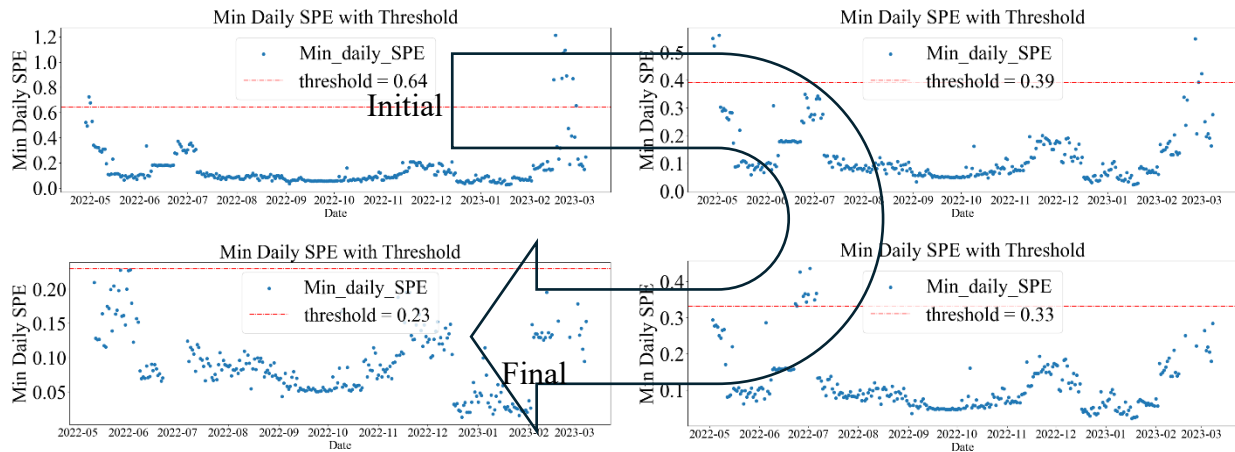 Min Daily SPE with Threshold
Min Daily SPE
1.2
1.0
0.8
0.6
0.4
0.2
0.0
Min_daily_SPE
threshold = 0.64
Initial
2022-05 2022-06 2022-07 2022-08 2022-09 2022-10 2022-11 2022-12 2023-01 2023-02 2023-03
Date
Min Daily SPE with Threshold
Min Daily SPE
0.5
0.4
0.3
0.2
0.1
0.0
Min_daily_SPE
threshold = 0.39
2022-05 2022-06 2022-07 2022-08 2022-09 2022-10 2022-11 2022-12 2023-01 2023-02 2023-03
Date
Min Daily SPE with Threshold
Min Daily SPE
0.20
0.15
0.10
0.05
Min_daily_SPE
threshold = 0.23
Final
2022-05 2022-06 2022-07 2022-08 2022-09 2022-10 2022-11 2022-12 2023-01 2023-02 2023-03
Date
Min Daily SPE with Threshold
Min Daily SPE
0.4
0.3
0.2
0.1
Min_daily_SPE
threshold = 0.33
2022-05 2022-06 2022-07 2022-08 2022-09 2022-10 2022-11 2022-12 2023-01 2023-02 2023-03
Date